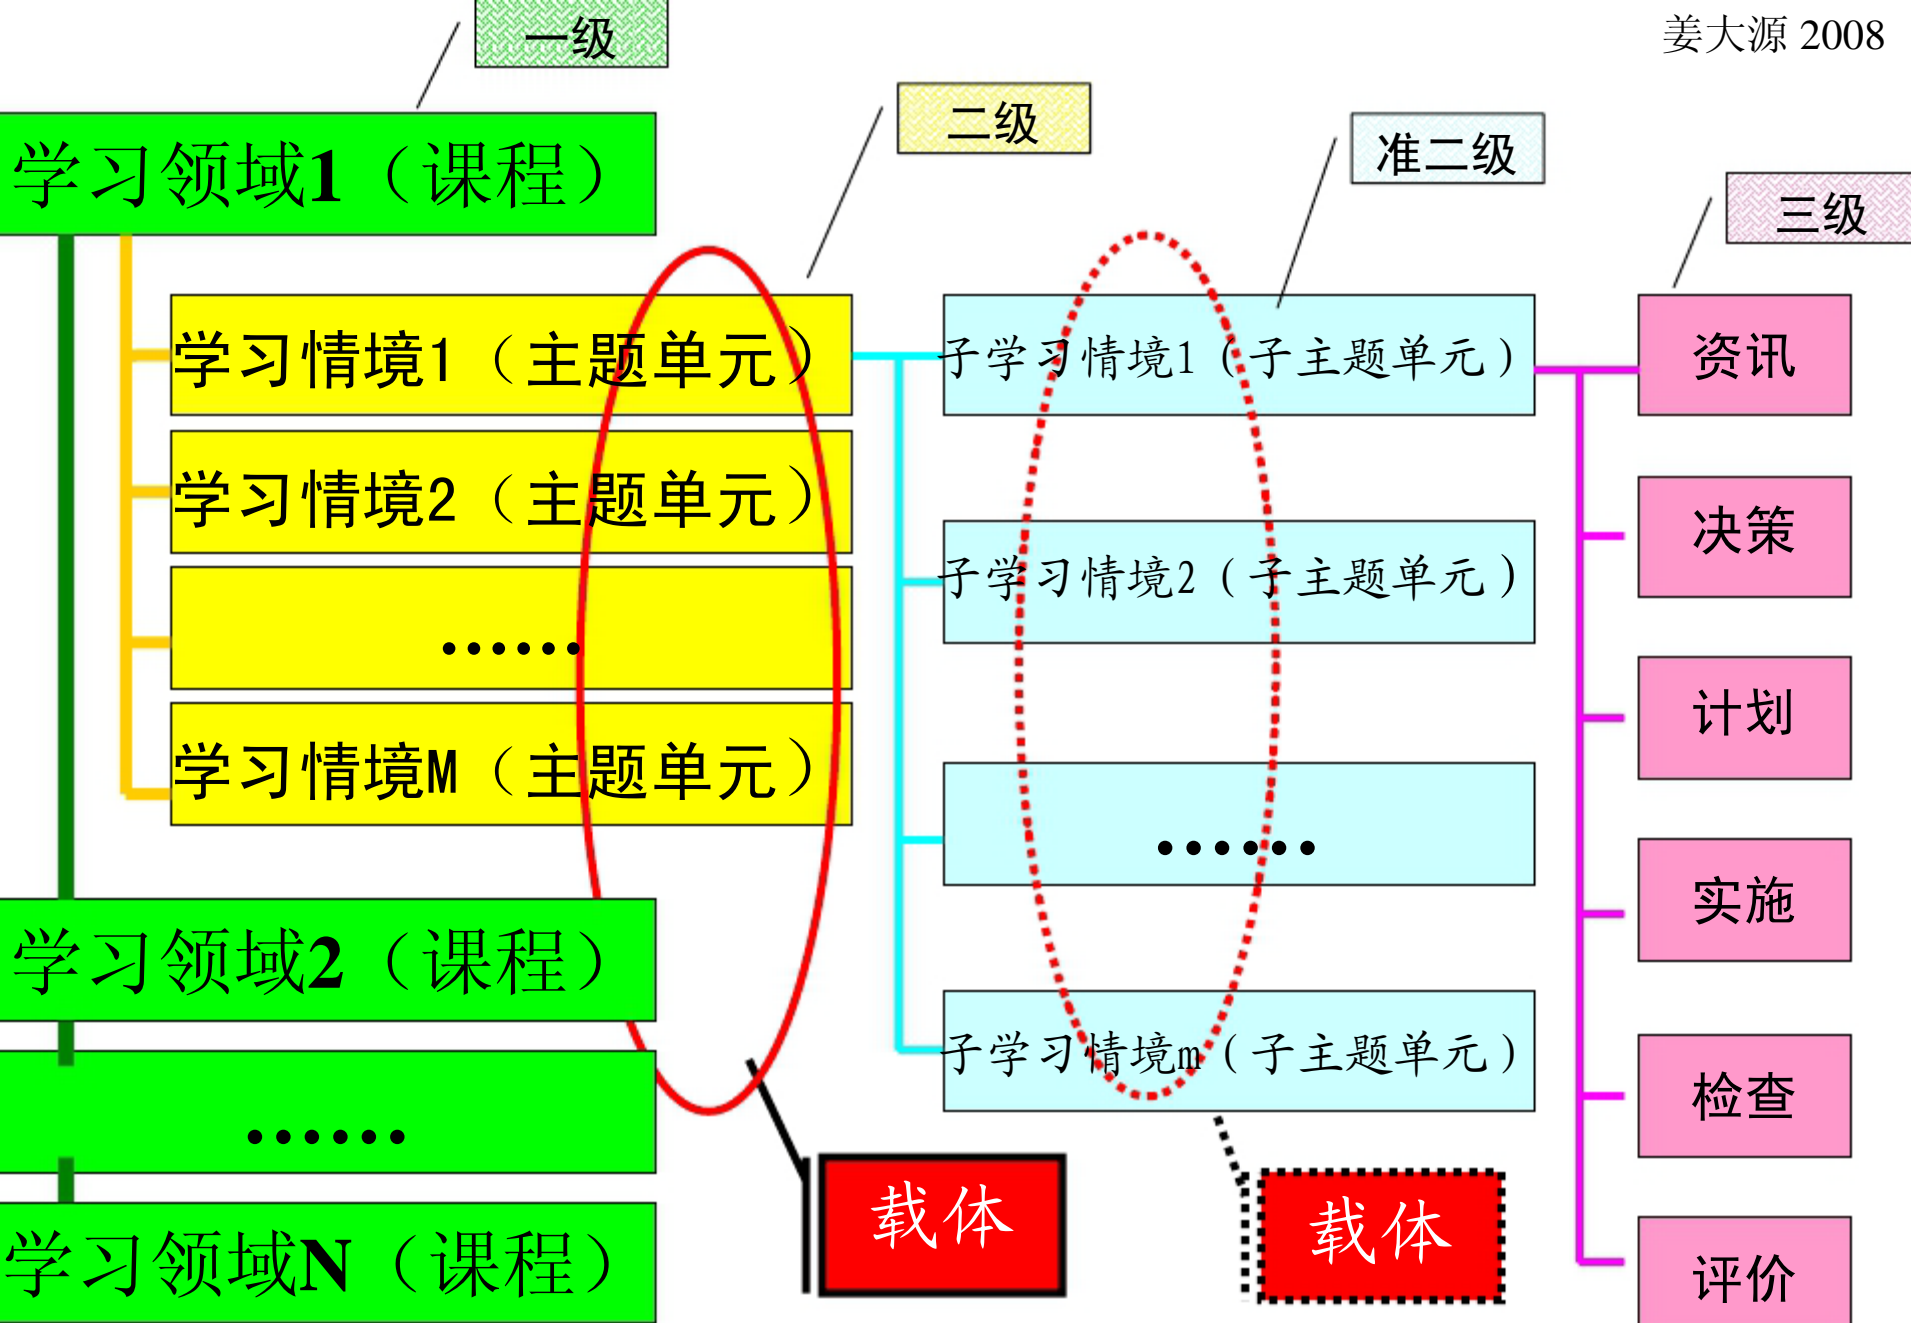 一级
姜大源 2008
二级
准二级
三级
学习领域1（课程）
学习情境1（主题单元）
学习情境2（主题单元）
……
学习情境M（主题单元）
子学习情境1（子主题单元）
子学习情境2（子主题单元）
……
子学习情境m（子主题单元）
资讯
决策
计划
实施
检查
评价
学习领域2（课程）
……
学习领域N（课程）
载体
载体